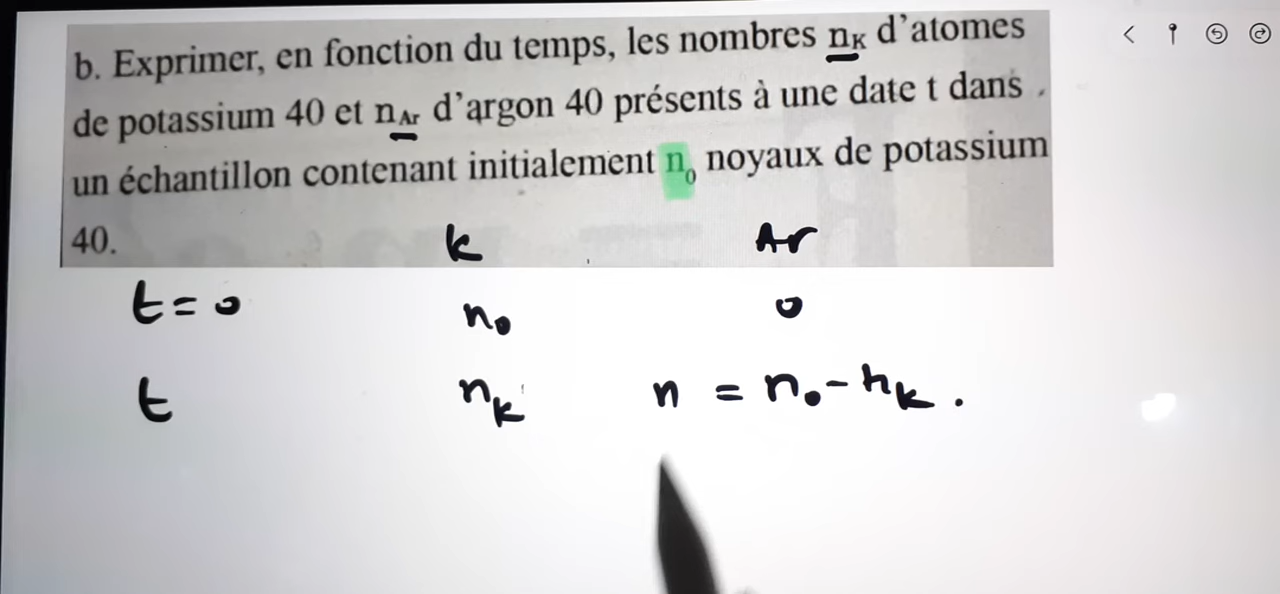 b. Exprimer, en fonction du temps, les nombres nK d'atomes
de potassium 40 et nAr d'argon 40 présents à une date t dans
un échantillon contenant initialement n0 noyaux de potassium
40.
k Ar
t=0 n0 0
t nk n = n0-nk.